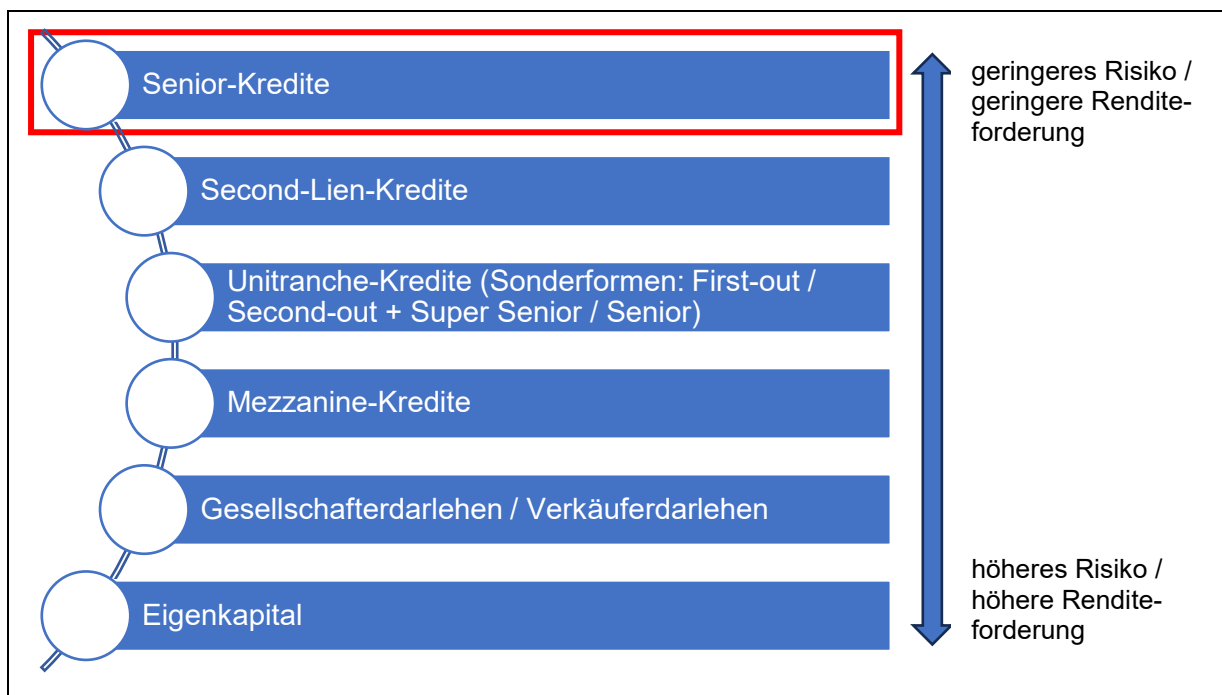 Senior-Kredite
geringeres Risiko /
geringere Rendite-
forderung
Second-Lien-Kredite
Unitranche-Kredite (Sonderformen: First-out /
Second-out + Super Senior / Senior)
Mezzanine-Kredite
Gesellschafterdarlehen / Verkäuferdarlehen
Eigenkapital
höheres Risiko /
höhere Rendite-
forderung